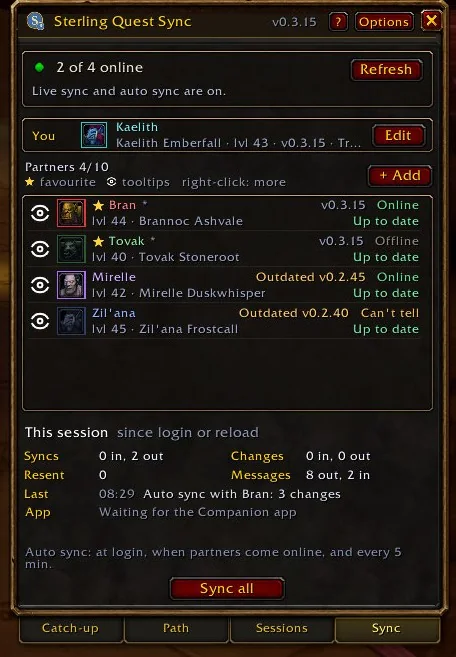 Sterling Quest Sync v0.3.15 ? Options X
2 of 4 online Refresh
Live sync and auto sync are on.
You Kaelith Edit
Kaelith Emberfall · lvl 43 · v0.3.15 · Tr...
Partners 4/10 + Add
favourite tooltips right-click: more
Bran * v0.3.15 Online
lvl 44 · Brannoc Ashvale Up to date
Tovak * v0.3.15 Offline
lvl 40 · Tovak Stoneroot Up to date
Mirelle Outdated v0.2.45 Online
lvl 42 · Mirelle Duskwhisper Up to date
Zil'ana Outdated v0.2.40 Can't tell
lvl 45 · Zil'ana Frostcall Up to date
This session since login or reload
Syncs 0 in, 2 out Changes 0 in, 0 out
Resent 0 Messages 8 out, 2 in
Last 08:29 Auto sync with Bran: 3 changes
App Waiting for the Companion app
Auto sync: at login, when partners come online, and every 5
min.
Sync all
Catch-up Path Sessions Sync